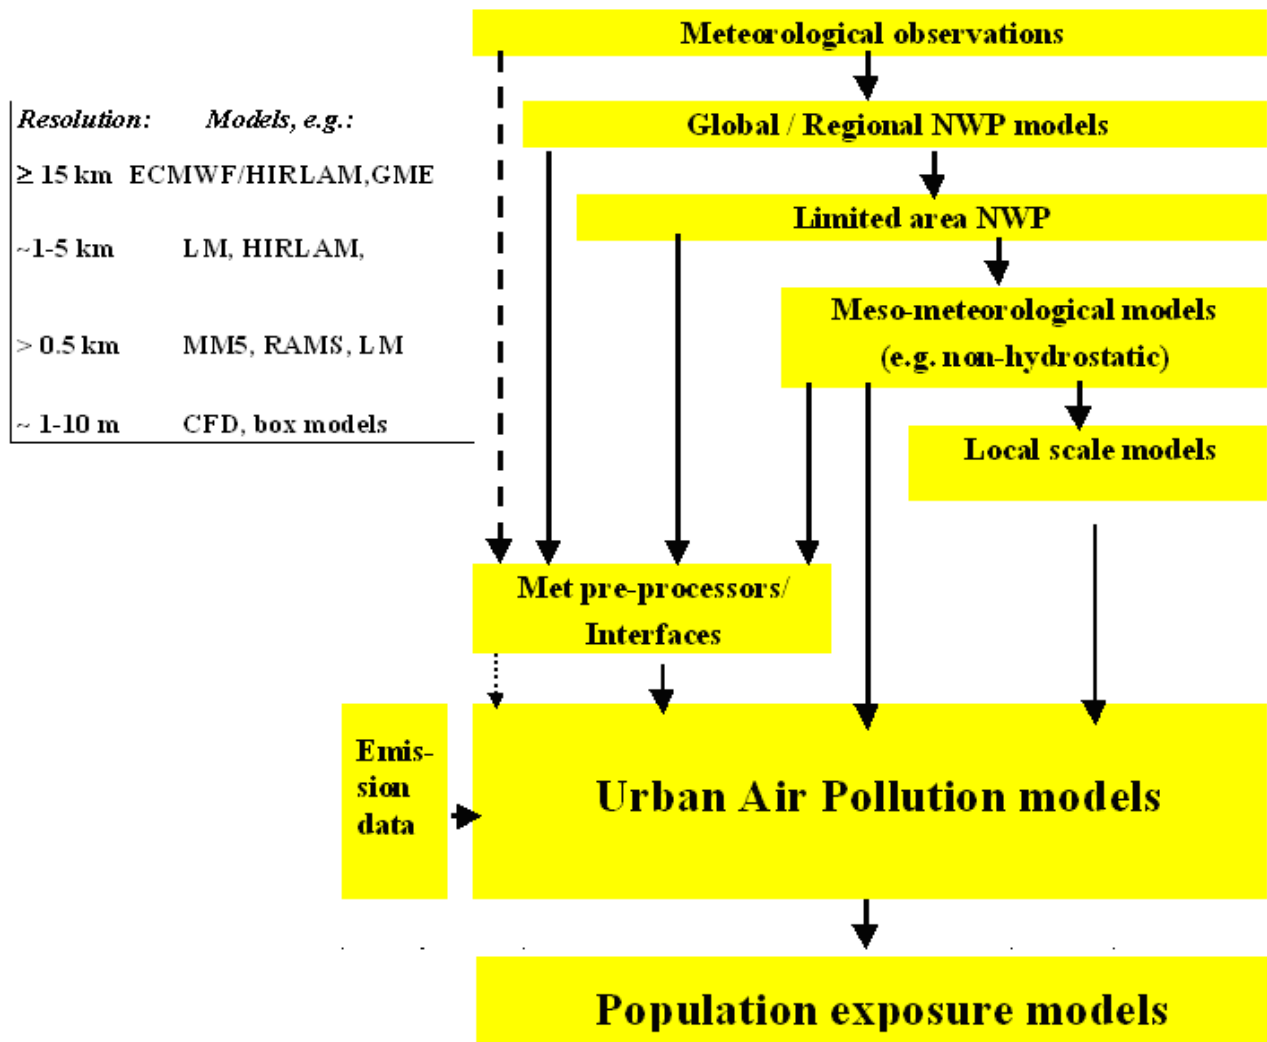 Meteorological observations
Resolution: Models, e.g.:
Global / Regional NWP models
≥ 15 km ECMWF/HIRLAM,GME
Limited area NWP
~1-5 km LM, HIRLAM,
Meso-meteorological models
(e.g. non-hydrostatic)
> 0.5 km MM5, RAMS, LM
~ 1-10 m CFD, box models
Local scale models
Met pre-processors/
Interfaces
Emis-
sion
data
Urban Air Pollution models
Population exposure models